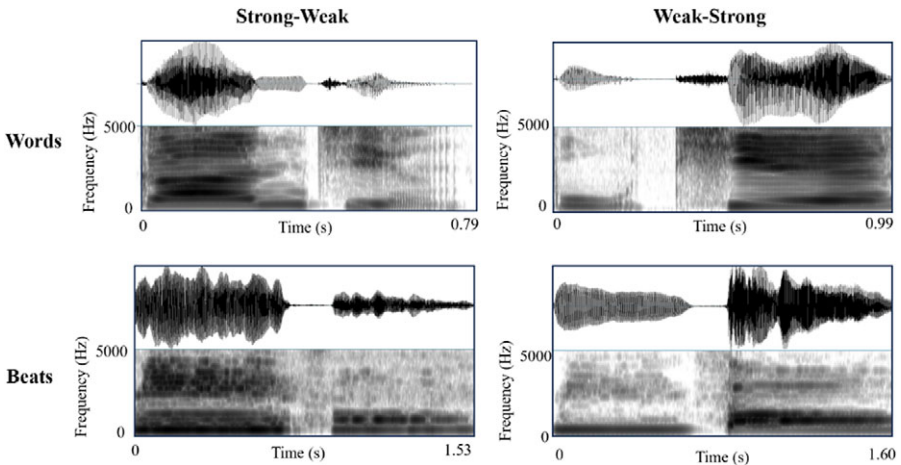 Strong-Weak
Weak-Strong
Words
Frequency (Hz)
5000
0
0
Time (s)
0.79
Frequency (Hz)
5000
0
0
Time (s)
0.99
Beats
Frequency (Hz)
5000
0
0
Time (s)
1.53
Frequency (Hz)
5000
0
0
Time (s)
1.60